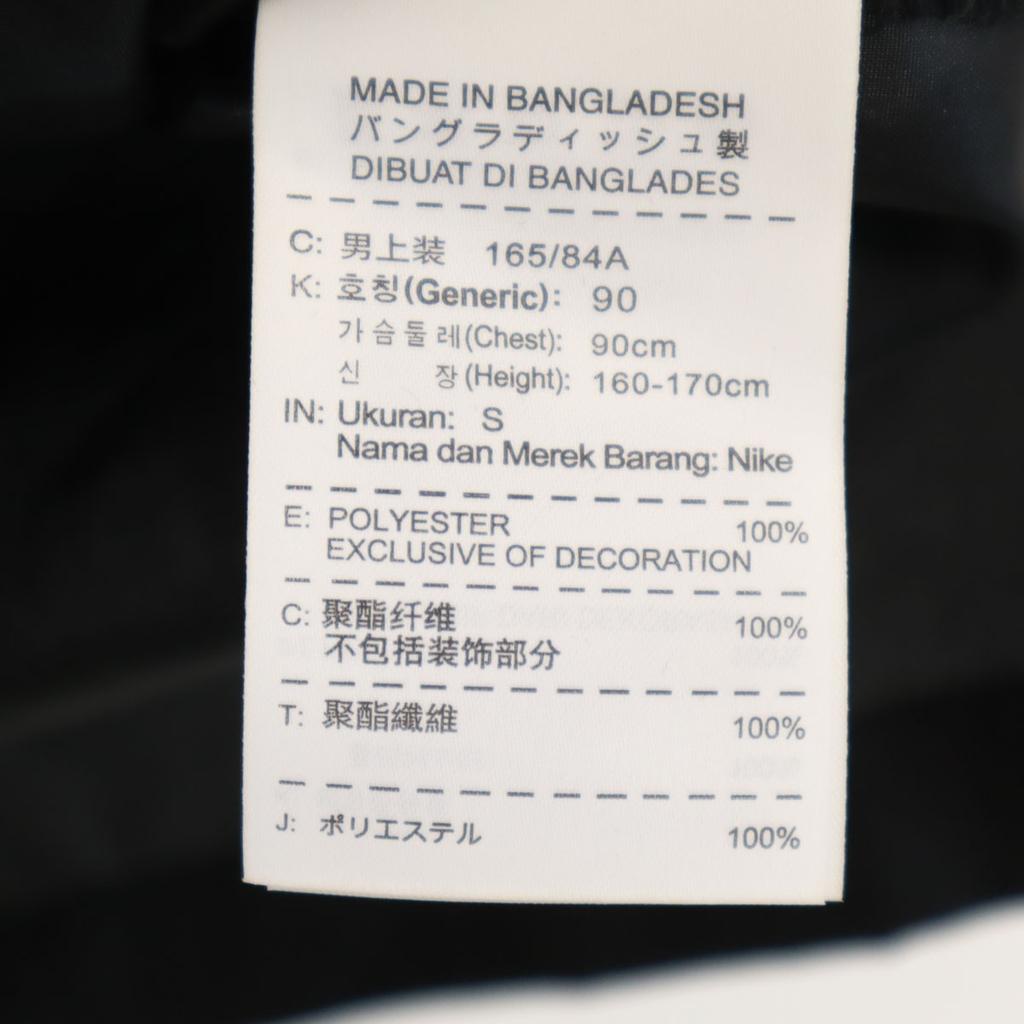 MADE IN BANGLADESH
バングラディッシュ製
DIBUAT DI BANGLADES
C: 男上装 165/84A
K: 호칭(Generic): 90
가슴둘레(Chest): 90cm
신 장(Height): 160-170cm
IN: Ukuran: S
Nama dan Merek Barang: Nike
E: POLYESTER 100%
EXCLUSIVE OF DECORATION
C: 聚酯纤维 100%
不包括装饰部分
T: 聚酯纖維 100%
J: ポリエステル 100%